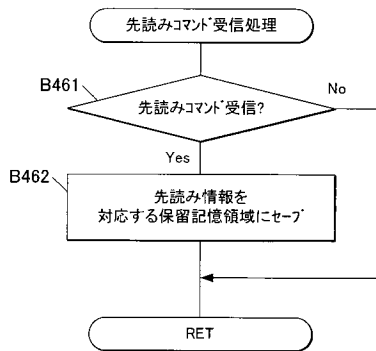 先読みコマンド受信処理
B461
先読みコマンド受信?
No
Yes
B462
先読み情報を
対応する保留記憶領域にセーブ
RET